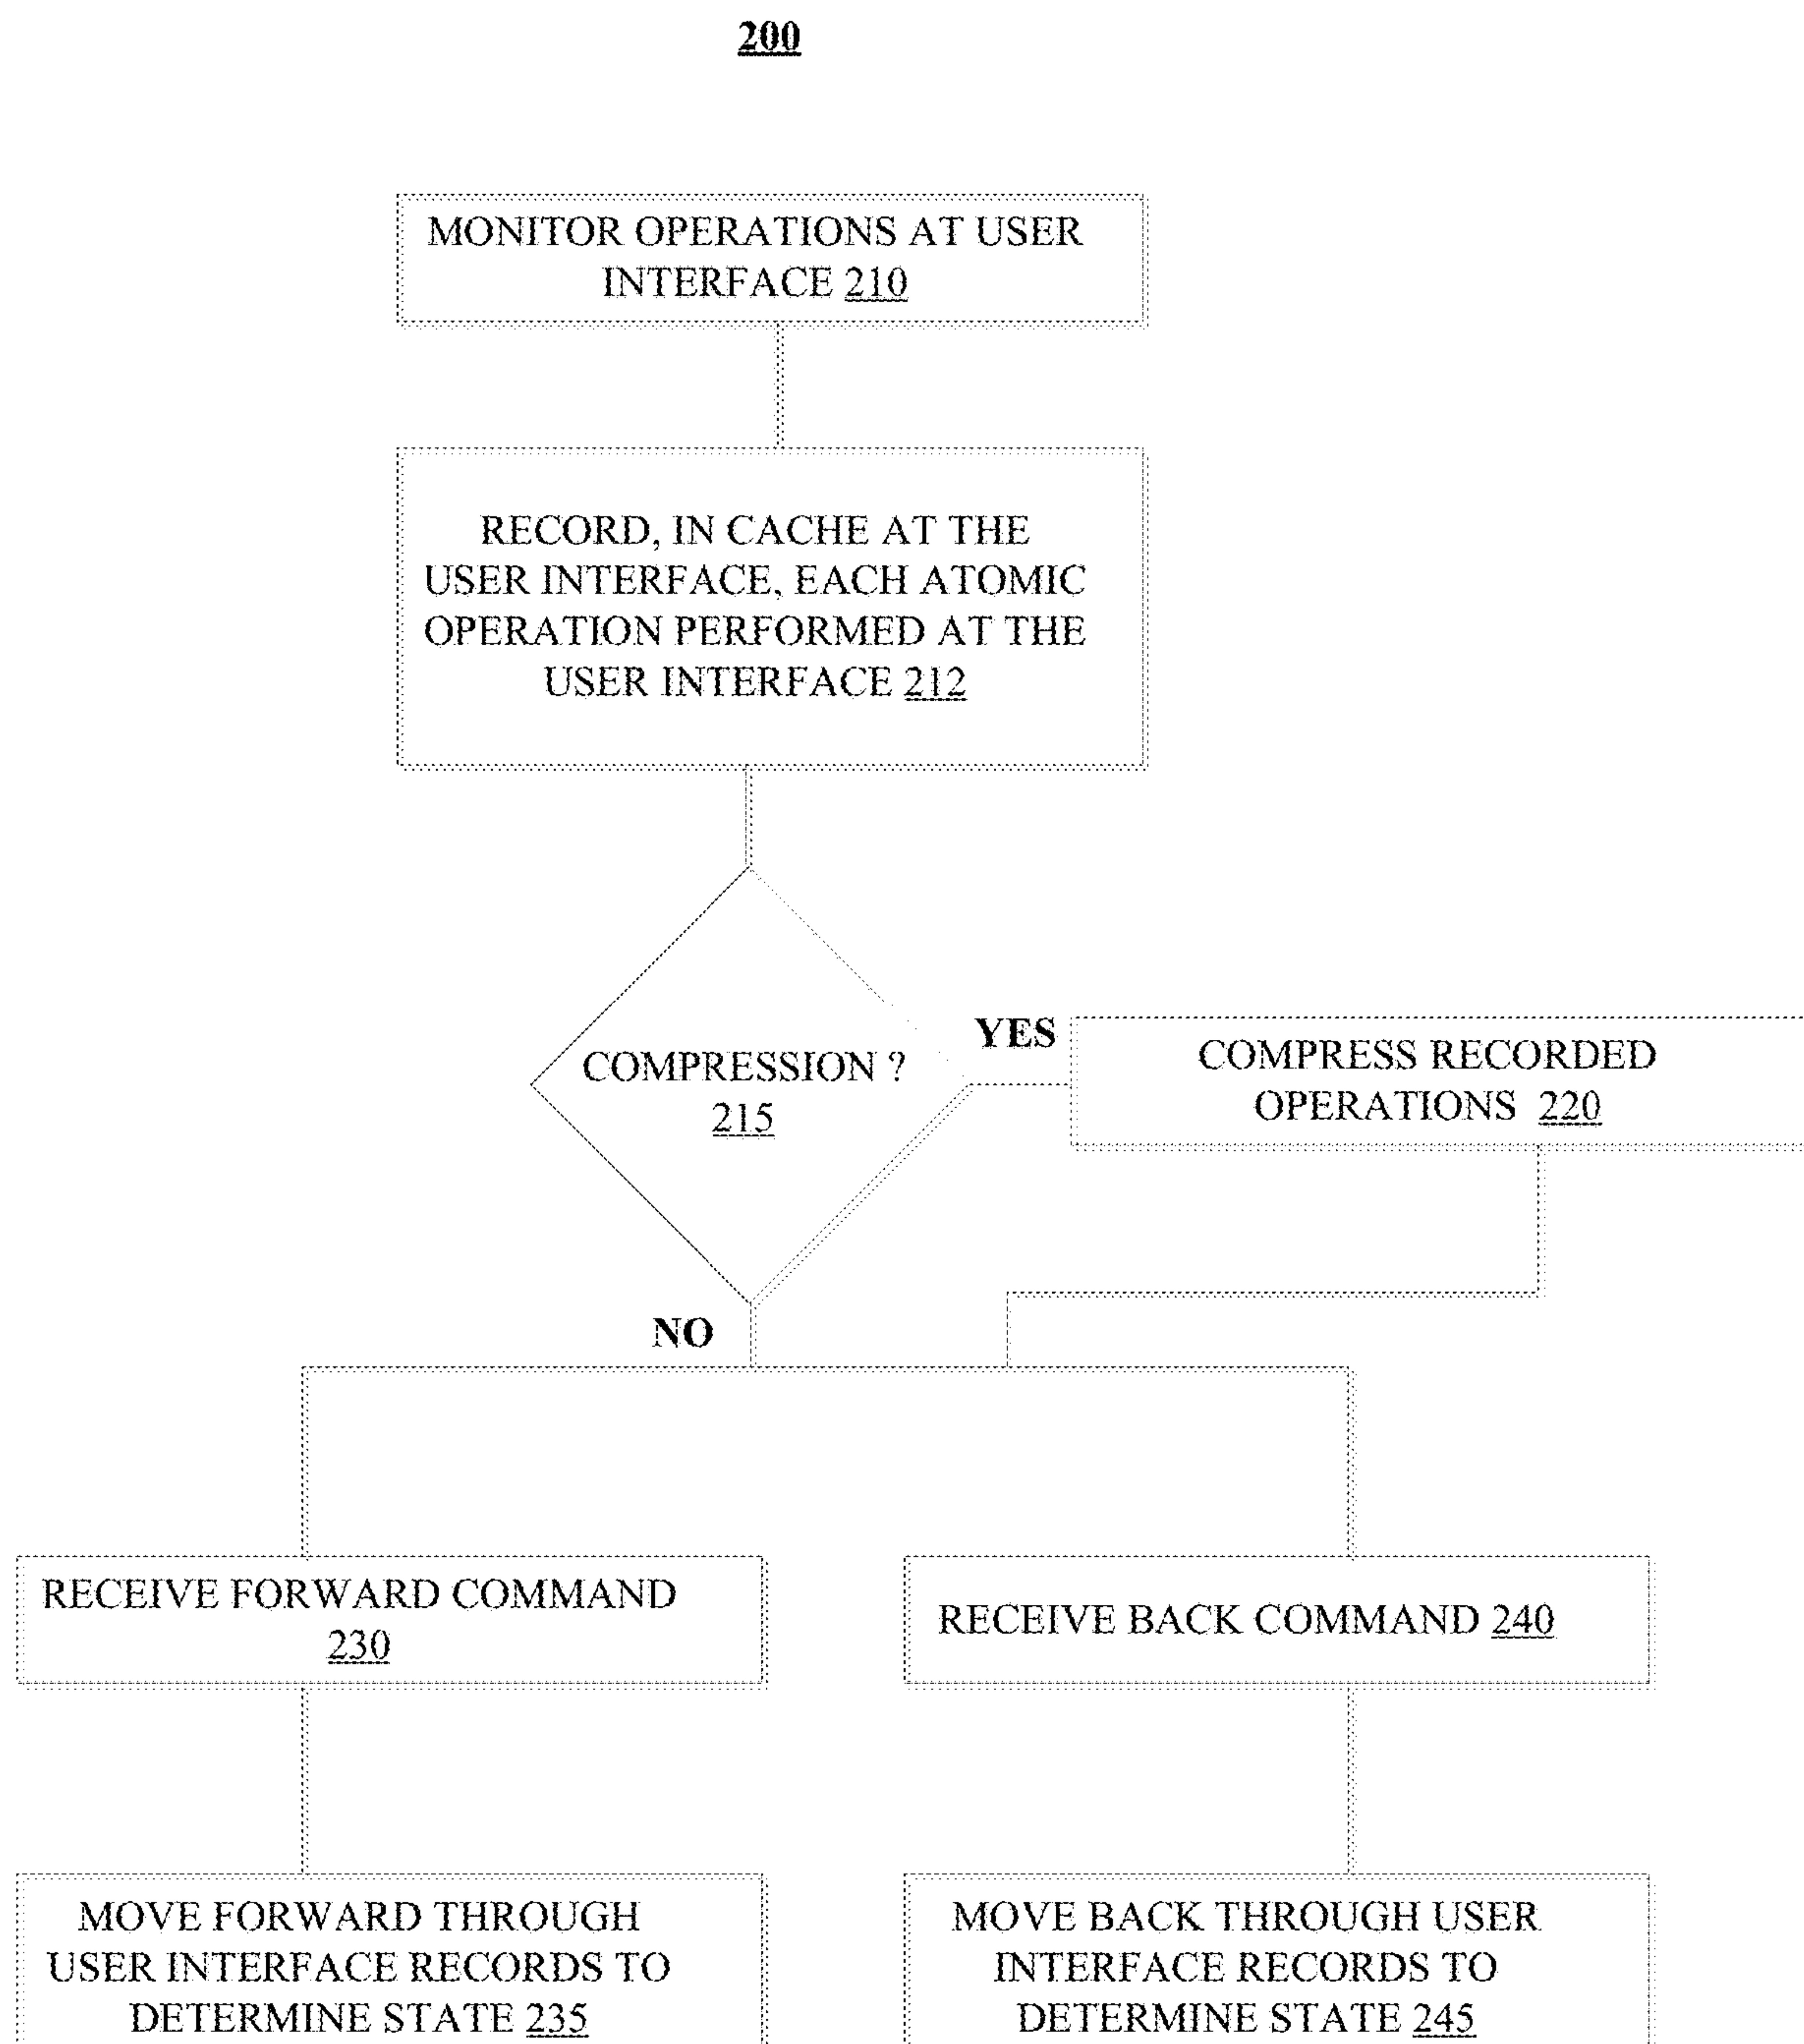 200
MONITOR OPERATIONS AT USER
INTERFACE 210
RECORD, IN CACHE AT THE
USER INTERFACE, EACH ATOMIC
OPERATION PERFORMED AT THE
USER INTERFACE 212
COMPRESSION ?
215
YES
COMPRESS RECORDED
OPERATIONS 220
NO
RECEIVE FORWARD COMMAND
230
RECEIVE BACK COMMAND 240
MOVE FORWARD THROUGH
USER INTERFACE RECORDS TO
DETERMINE STATE 235
MOVE BACK THROUGH USER
INTERFACE RECORDS TO
DETERMINE STATE 245